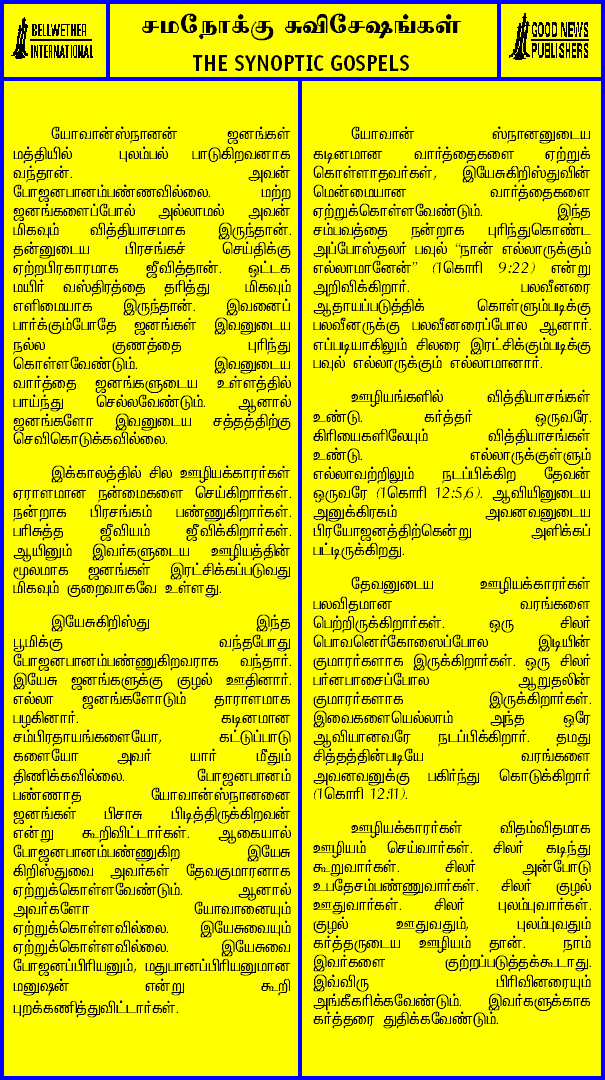 BELLWETHER
INTERNATIONAL
சமநோக்கு சுவிசேஷங்கள்
THE SYNOPTIC GOSPELS
GOOD NEWS
PUBLISHERS
யோவான்ஸ்நானன் ஜனங்கள்
மத்தியில் புலம்பல் பாடுகிறவனாக
வந்தான். அவன்
போஜனபானம்பண்ணவில்லை. மற்ற
ஜனங்களைப்போல் அல்லாமல் அவன்
மிகவும் வித்தியாசமாக இருந்தான்.
தன்னுடைய பிரசங்கச் செய்திக்கு
ஏற்றபிரகாரமாக ஜீவித்தான். ஒட்டக
மயிர் வஸ்திரத்தை தரித்து மிகவும்
எளிமையாக இருந்தான். இவனைப்
பார்க்கும்போதே ஜனங்கள் இவனுடைய
நல்ல குணத்தை புரிந்து
கொள்ளவேண்டும். இவனுடைய
வார்த்தை ஜனங்களுடைய உள்ளத்தில்
பாய்ந்து செல்லவேண்டும். ஆனால்
ஜனங்களோ இவனுடைய சத்தத்திற்கு
செவிகொடுக்கவில்லை.
இக்காலத்தில் சில ஊழியக்காரர்கள்
ஏராளமான நன்மைகளை செய்கிறார்கள்.
நன்றாக பிரசங்கம் பண்ணுகிறார்கள்.
பரிசுத்த ஜீவியம் ஜீவிக்கிறார்கள்.
ஆயினும் இவர்களுடைய ஊழியத்தின்
மூலமாக ஜனங்கள் இரட்சிக்கப்படுவது
மிகவும் குறைவாகவே உள்ளது.
இயேசுகிறிஸ்து இந்த
பூமிக்கு வந்தபோது
போஜனபானம்பண்ணுகிறவராக வந்தார்.
இயேசு ஜனங்களுக்கு குழல் ஊதினார்.
எல்லா ஜனங்களோடும் தாராளமாக
பழகினார். கடினமான
சம்பிரதாயங்களையோ, கட்டுப்பாடு
களையோ அவர் யார் மீதும்
திணிக்கவில்லை. போஜனபானம்
பண்ணாத யோவான்ஸ்நானனை
ஜனங்கள் பிசாசு பிடித்திருக்கிறவன்
என்று கூறிவிட்டார்கள். ஆகையால்
போஜனபானம்பண்ணுகிற இயேசு
கிறிஸ்துவை அவர்கள் தேவகுமாரனாக
ஏற்றுக்கொள்ளவேண்டும். ஆனால்
அவர்களோ யோவானையும்
ஏற்றுக்கொள்ளவில்லை. இயேசுவையும்
ஏற்றுக்கொள்ளவில்லை. இயேசுவை
போஜனப்பிரியனும், மதுபானப்பிரியனுமான
மனுஷன் என்று கூறி
புறக்கணித்துவிட்டார்கள்.
யோவான் ஸ்நானனுடைய
கடினமான வார்த்தைகளை ஏற்றுக்
கொள்ளாதவர்கள், இயேசுகிறிஸ்துவின்
மென்மையான வார்த்தைகளை
ஏற்றுக்கொள்ளவேண்டும். இந்த
சம்பவத்தை நன்றாக புரிந்துகொண்ட
அப்போஸ்தலர் பவுல் “நான் எல்லாருக்கும்
எல்லாமானேன்” (1கொரி 9:22) என்று
அறிவிக்கிறார். பலவீனரை
ஆதாயப்படுத்திக் கொள்ளும்படிக்கு
பலவீனருக்கு பலவீனரைப்போல ஆனார்.
எப்படியாகிலும் சிலரை இரட்சிக்கும்படிக்கு
பவுல் எல்லாருக்கும் எல்லாமானார்.
ஊழியங்களில் வித்தியாசங்கள்
உண்டு. கர்த்தர் ஒருவரே.
கிரியைகளிலேயும் வித்தியாசங்கள்
உண்டு. எல்லாருக்குள்ளும்
எல்லாவற்றிலும் நடப்பிக்கிற தேவன்
ஒருவரே (1கொரி 12:5,6). ஆவியினுடைய
அனுக்கிரகம் அவனவனுடைய
பிரயோஜனத்திற்கென்று அளிக்கப்
பட்டிருக்கிறது.
தேவனுடைய ஊழியக்காரர்கள்
பலவிதமான வரங்களை
பெற்றிருக்கிறார்கள். ஒரு சிலர்
பொவனெர்கேஸைப்போல இடியின்
குமாரர்களாக இருக்கிறார்கள். ஒரு சிலர்
பர்னபாசைப்போல ஆறுதலின்
குமாரர்களாக இருக்கிறார்கள்.
இவைகளையெல்லாம் அந்த ஒரே
ஆவியானவரே நடப்பிக்கிறார். தமது
சித்தத்தின்படியே வரங்களை
அவனவனுக்கு பகிர்ந்து கொடுக்கிறார்
(1கொரி 12:11).
ஊழியக்காரர்கள் விதம்விதமாக
ஊழியம் செய்வார்கள். சிலர் கடிந்து
கூறுவார்கள். சிலர் அன்போடு
உபதேசம்பண்ணுவார்கள். சிலர் குழல்
ஊதுவார்கள். சிலர் புலம்புவார்கள்.
குழல் ஊதுவதும், புலம்புவதும்
கர்த்தருடைய ஊழியம் தான். நாம்
இவர்களை குற்றப்படுத்தக்கூடாது.
இவ்விரு பிரிவினரையும்
அங்கீகரிக்கவேண்டும். இவர்களுக்காக
கர்த்தரை துதிக்கவேண்டும்.